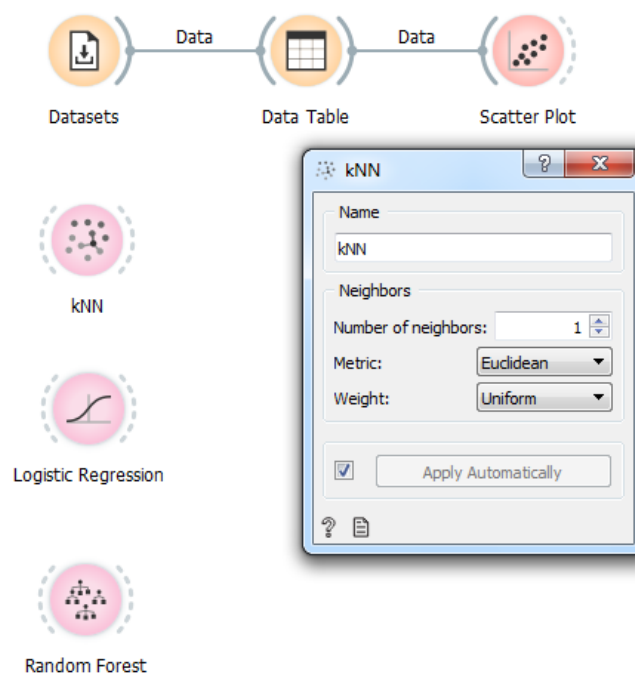 Data
Data
Datasets
Data Table
Scatter Plot
kNN
Name
kNN
Neighbors
Number of neighbors: 1
Metric: Euclidean
Weight: Uniform
Apply Automatically
kNN
Logistic Regression
Random Forest